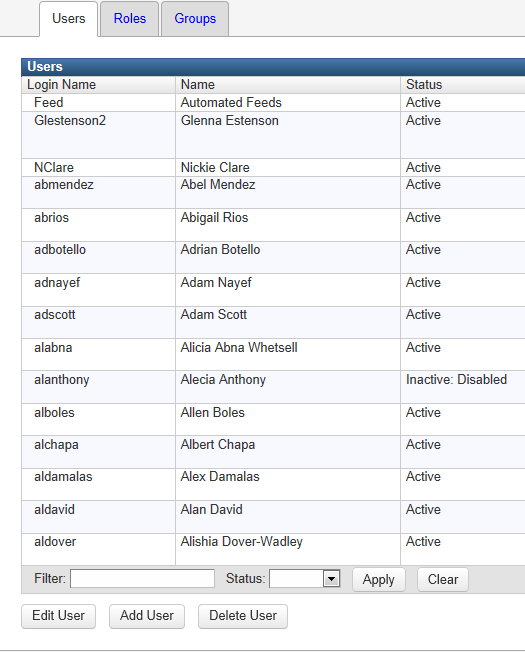 Users Roles Groups
Users
Login Name Name Status
Feed Automated Feeds Active
Glestenson2 Glenna Estenson Active
NClare Nickie Clare Active
abmendez Abel Mendez Active
abrios Abigail Rios Active
adbotello Adrian Botello Active
adnayef Adam Nayef Active
adscott Adam Scott Active
alabna Alicia Abna Whetsell Active
alanthony Alecia Anthony Inactive: Disabled
alboles Allen Boles Active
alchapa Albert Chapa Active
aldamalas Alex Damalas Active
aldavid Alan David Active
aldover Alishia Dover-Wadley Active
Filter: Status: Apply Clear
Edit User Add User Delete User